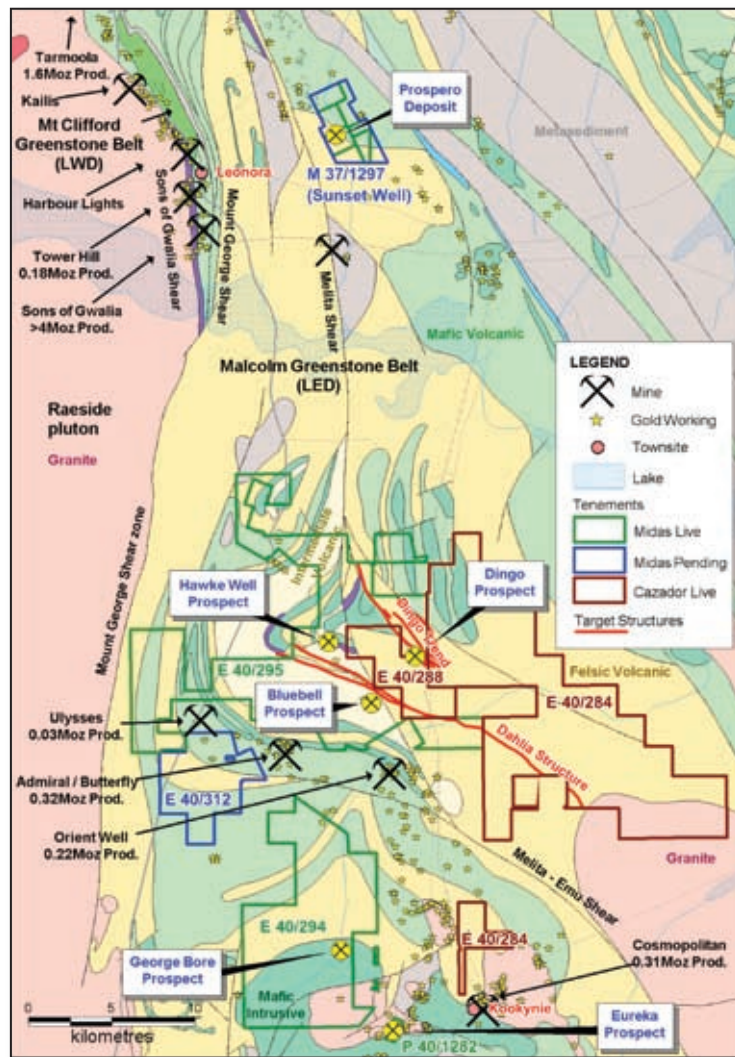 Tarmoola
1.6Moz Prod.
Kailis
Mt Clifford
Greenstone Belt
(LWD)
Harbour Lights
Leonora
Tower Hill
0.18Moz Prod.
Sons of Gwalia
>4Moz Prod.
Sons of Gwalia Shear
Mount George Shear
Melita Shear
Prospero
Deposit
M 37/1297
(Sunset Well)
Metasediment
Mafic Volcanic
Malcolm Greenstone Belt
(LED)
Raeside
pluton
Granite
Mount George Shear zone
LEGEND
Mine
Gold Working
Townsite
Lake
Tenements
Midas Live
Midas Pending
Cazador Live
Target Structures
Intermediate
Volcanic
Hawke Well
Prospect
Dingo
Prospect
Dingo Trend
E 40/295
E 40/288
Felsic Volcanic
E 40/284
Bluebell
Prospect
Dahlia Structure
Ulysses
0.03Moz Prod.
Admiral / Butterfly
0.32Moz Prod.
E 40/312
Orient Well
0.22Moz Prod.
Granite
Melita - Emu Shear
E 40/294
E 40/284
Cosmopolitan
0.31Moz Prod.
George Bore
Prospect
Mafic
Intrusive
Kookynie
Eureka
Prospect
P 40/1282
0 5 10
kilometres